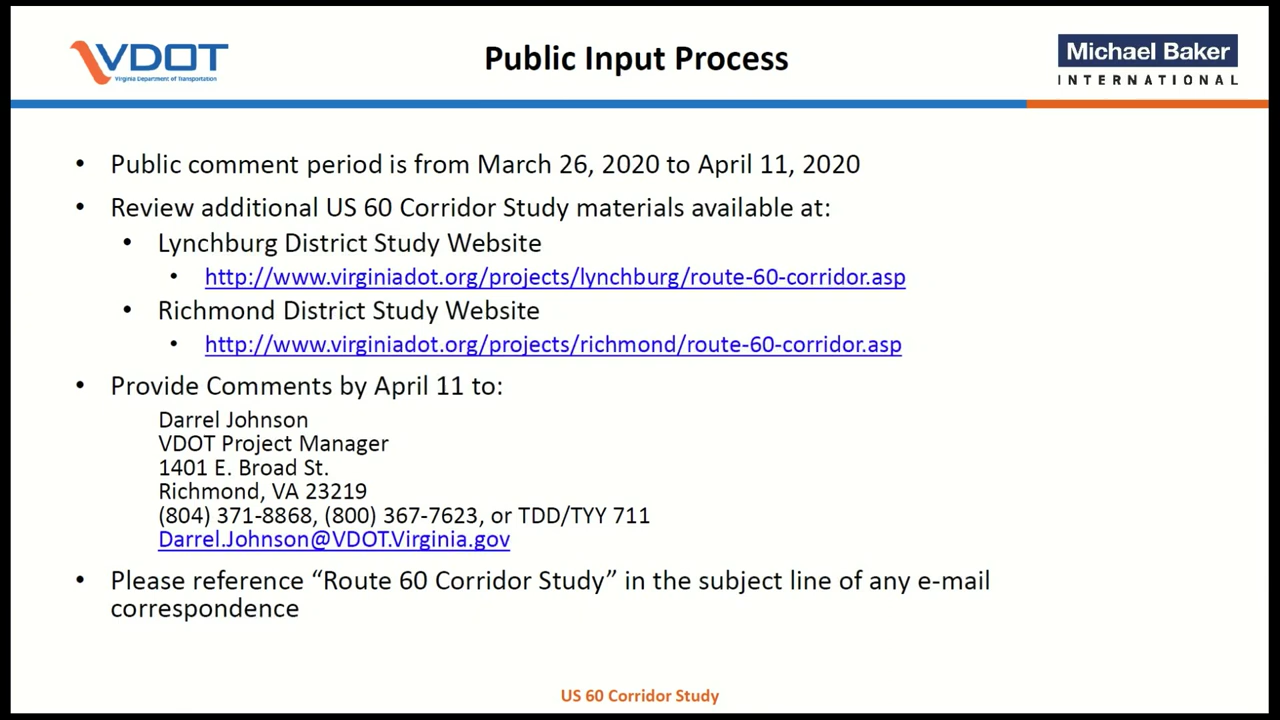 VDOT
Virginia Department of Transportation
Public Input Process
Michael Baker
INTERNATIONAL
• Public comment period is from March 26, 2020 to April 11, 2020
• Review additional US 60 Corridor Study materials available at:
• Lynchburg District Study Website
• http://www.virginiadot.org/projects/lynchburg/route-60-corridor.asp
• Richmond District Study Website
• http://www.virginiadot.org/projects/richmond/route-60-corridor.asp
• Provide Comments by April 11 to:
Darrel Johnson
VDOT Project Manager
1401 E. Broad St.
Richmond, VA 23219
(804) 371-8868, (800) 367-7623, or TDD/TYY 711
Darrel.Johnson@VDOT.Virginia.gov
• Please reference “Route 60 Corridor Study” in the subject line of any e-mail
correspondence
US 60 Corridor Study